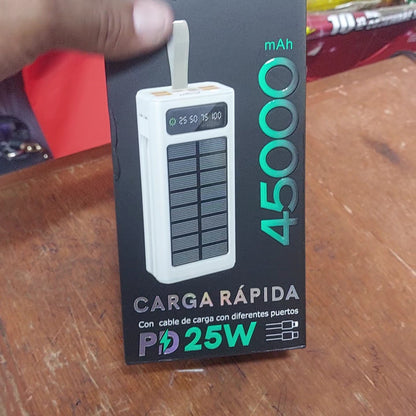 mAh
45000
25 50 75 100
CARGA RÁPIDA
Con cable de carga con diferentes puertos
PD 25W